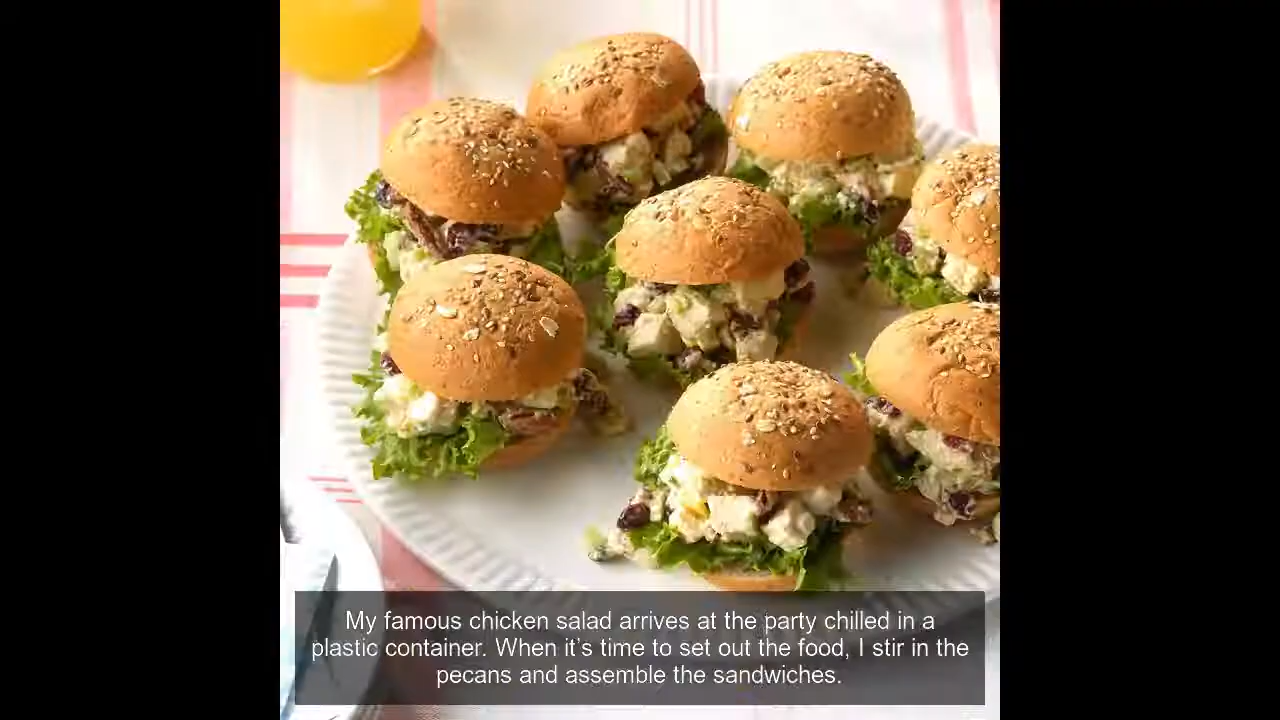 My famous chicken salad arrives at the party chilled in a
plastic container. When it’s time to set out the food, I stir in the
pecans and assemble the sandwiches.